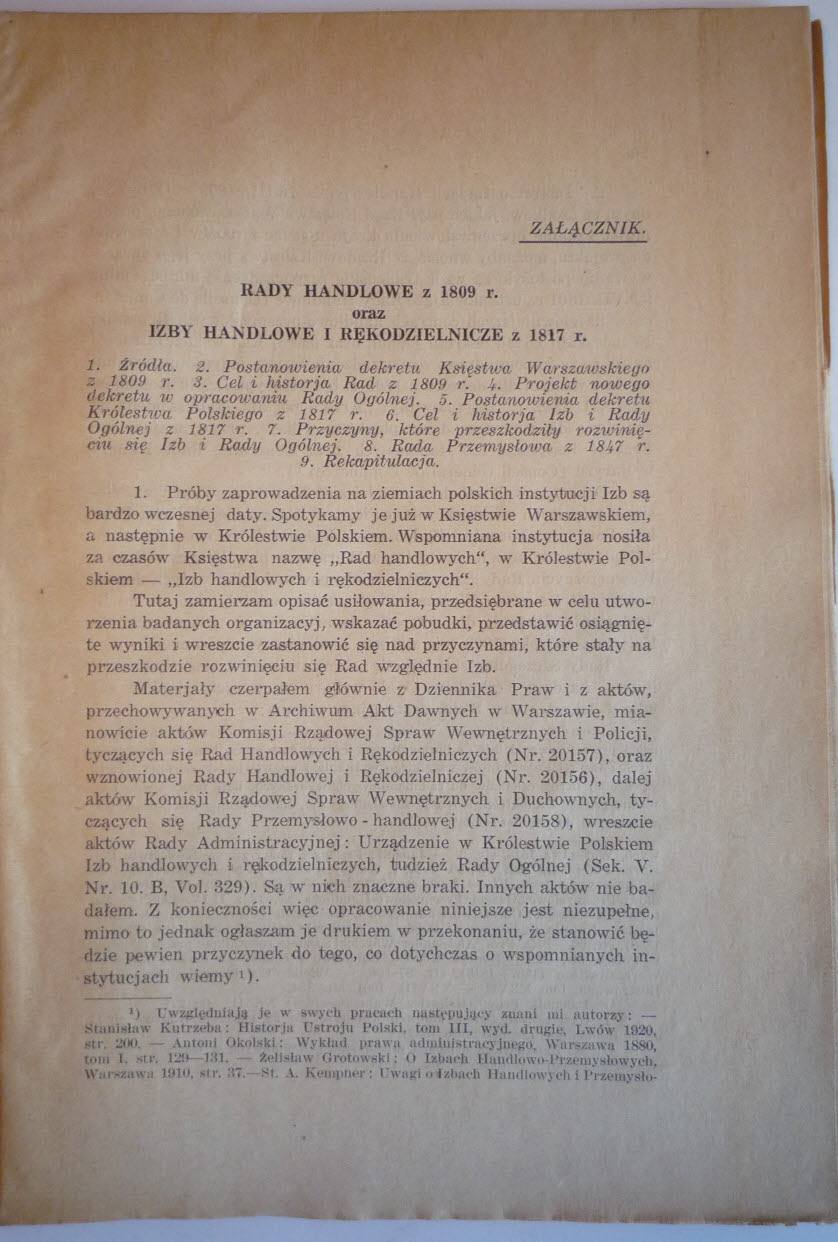 ZAŁĄCZNIK.
RADY HANDLOWE z 1809 r.
oraz
IZBY HANDLOWE I RĘKODZIELNICZE z 1817 r.
1. Źródła. 2. Postanowienia dekretu Księstwa Warszawskiego
z 1809 r. 3. Cel i historja Rad z 1809 r. 4. Projekt nowego
dekretu w opracowaniu Rady Ogólnej. 5. Postanowienia dekretu
Królestwa Polskiego z 1817 r. 6. Cel i historja Izb i Rady
Ogólnej z 1817 r. 7. Przyczyny, które przeszkodziły rozwinię-
ciu się Izb i Rady Ogólnej. 8. Rada Przemysłowa z 1847 r.
9. Rekapitulacja.
1. Próby zaprowadzenia na ziemiach polskich instytucji Izb są
bardzo wczesnej daty. Spotykamy je już w Księstwie Warszawskiem,
a następnie w Królestwie Polskiem. Wspomniana instytucja nosiła
za czasów Księstwa nazwę „Rad handlowych“, w Królestwie Pol-
skiem — „Izb handlowych i rękodzielniczych“.
Tutaj zamierzam opisać usiłowania, przedsiębrane w celu utwo-
rzenia badanych organizacyj, wskazać pobudki, przedstawić osiągnię-
te wyniki i wreszcie zastanowić się nad przyczynami, które stały na
przeszkodzie rozwinięciu się Rad względnie Izb.
Materjały czerpałem głównie z Dziennika Praw i z aktów,
przechowywanych w Archiwum Akt Dawnych w Warszawie, mia-
nowicie aktów Komisji Rządowej Spraw Wewnętrznych i Policji,
tyczących się Rad Handlowych i Rękodzielniczych (Nr. 20157), oraz
wznowionej Rady Handlowej i Rękodzielniczej (Nr. 20156), dalej
aktów Komisji Rządowej Spraw Wewnętrznych i Duchownych, ty-
czących się Rady Przemysłowo-handlowej (Nr. 20158), wreszcie
aktów Rady Administracyjnej: Urządzenie w Królestwie Polskiem
Izb handlowych i rękodzielniczych, tudzież Rady Ogólnej (Sek. V.
Nr. 10. B, Vol. 329). Są w nich znaczne braki. Innych aktów nie ba-
dałem. Z konieczności więc opracowanie niniejsze jest niezupełne,
mimo to jednak ogłaszam je drukiem w przekonaniu, że stanowić bę-
dzie pewien przyczynek do tego, co dotychczas o wspomnianych in-
stytucjach wiemy ¹).
¹) Uwzględniają je w swych pracach następujący znani mi autorzy: —
Stanisław Kutrzeba: Historja Ustroju Polski, tom III, wyd. drugie, Lwów 1920,
str. 200. — Antoni Okolski: Wykład prawa administracyjnego, Warszawa 1880,
tom I, str. 129—131. — Żelisław Grotowski: O Izbach Handlowo-Przemysłowych,
Warszawa 1910, str. 37.—St. A. Kempner: Uwagi o Izbach Handlowych i Przemysło-